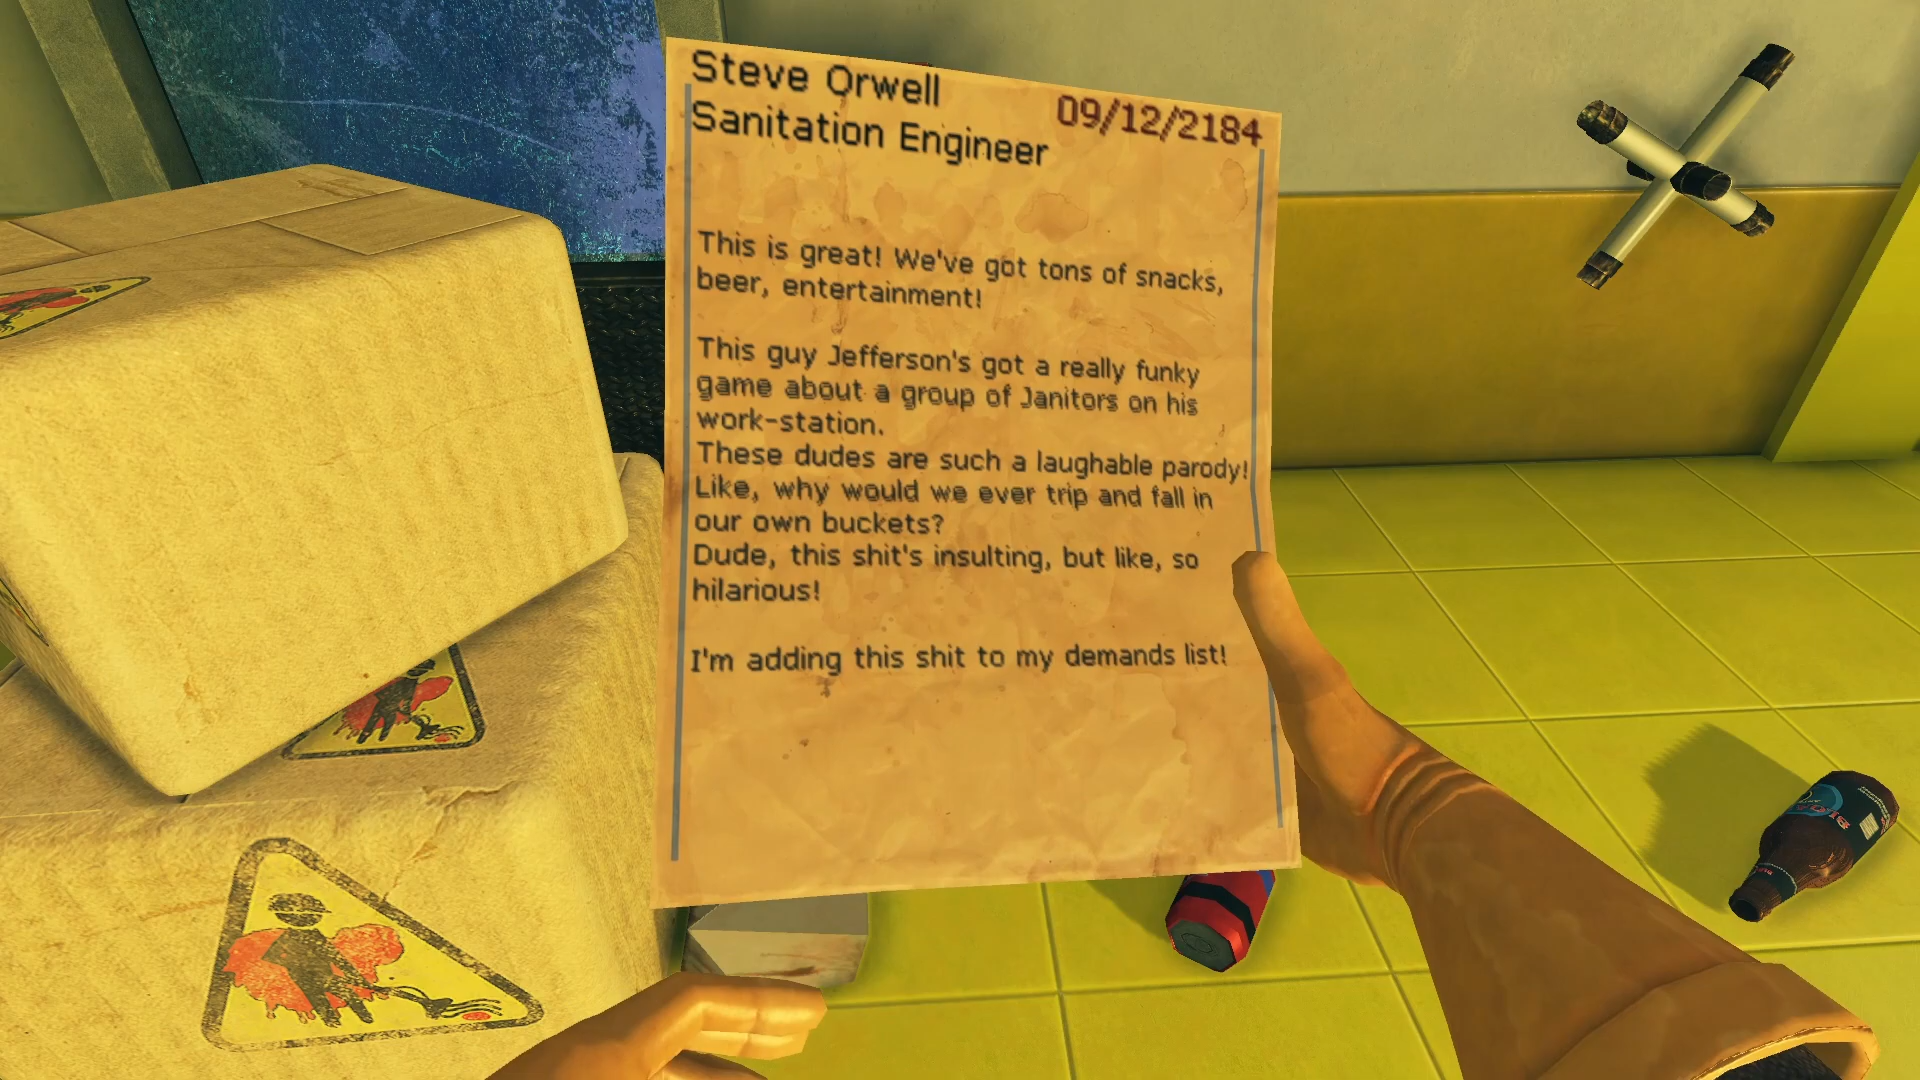 Steve Orwell
Sanitation Engineer
09/12/2184
This is great! We've got tons of snacks,
beer, entertainment!
This guy Jefferson's got a really funky
game about a group of Janitors on his
work-station.
These dudes are such a laughable parody!
Like, why would we ever trip and fall in
our own buckets?
Dude, this shit's insulting, but like, so
hilarious!
I'm adding this shit to my demands list!